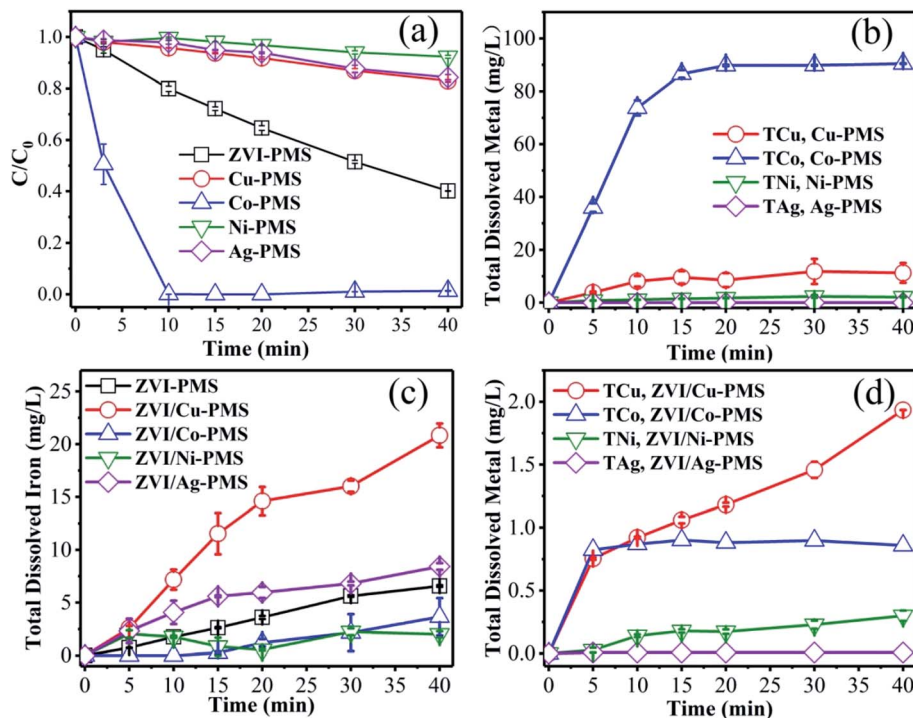 (a)
C/C0
1.0
0.8
0.6
0.4
0.2
0.0
ZVI-PMS
Cu-PMS
Co-PMS
Ni-PMS
Ag-PMS
0 5 10 15 20 25 30 35 40
Time (min)
(b)
Total Dissolved Metal (mg/L)
100
80
60
40
20
0
TCu, Cu-PMS
TCo, Co-PMS
TNi, Ni-PMS
TAg, Ag-PMS
0 5 10 15 20 25 30 35 40
Time (min)
(c)
Total Dissolved Iron (mg/L)
25
20
15
10
5
0
ZVI-PMS
ZVI/Cu-PMS
ZVI/Co-PMS
ZVI/Ni-PMS
ZVI/Ag-PMS
0 5 10 15 20 25 30 35 40
Time (min)
(d)
Total Dissolved Metal (mg/L)
2.0
1.5
1.0
0.5
0.0
TCu, ZVI/Cu-PMS
TCo, ZVI/Co-PMS
TNi, ZVI/Ni-PMS
TAg, ZVI/Ag-PMS
0 5 10 15 20 25 30 35 40
Time (min)